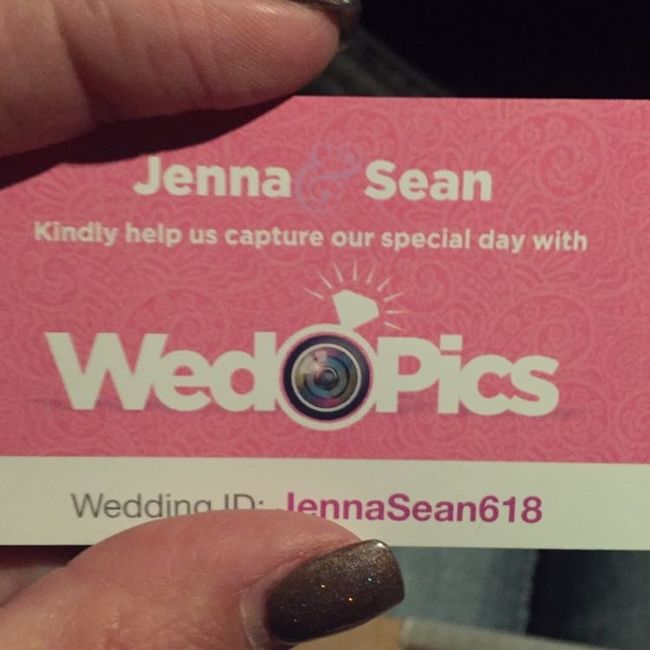 Jenna & Sean
Kindly help us capture our special day with
WedPics
Wedding ID: JennaSean618